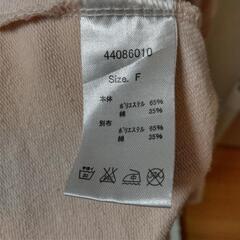 44086010
Size. F
本体
ポリエステル 65%
綿 35%
別布
ポリエステル 65%
綿 35%